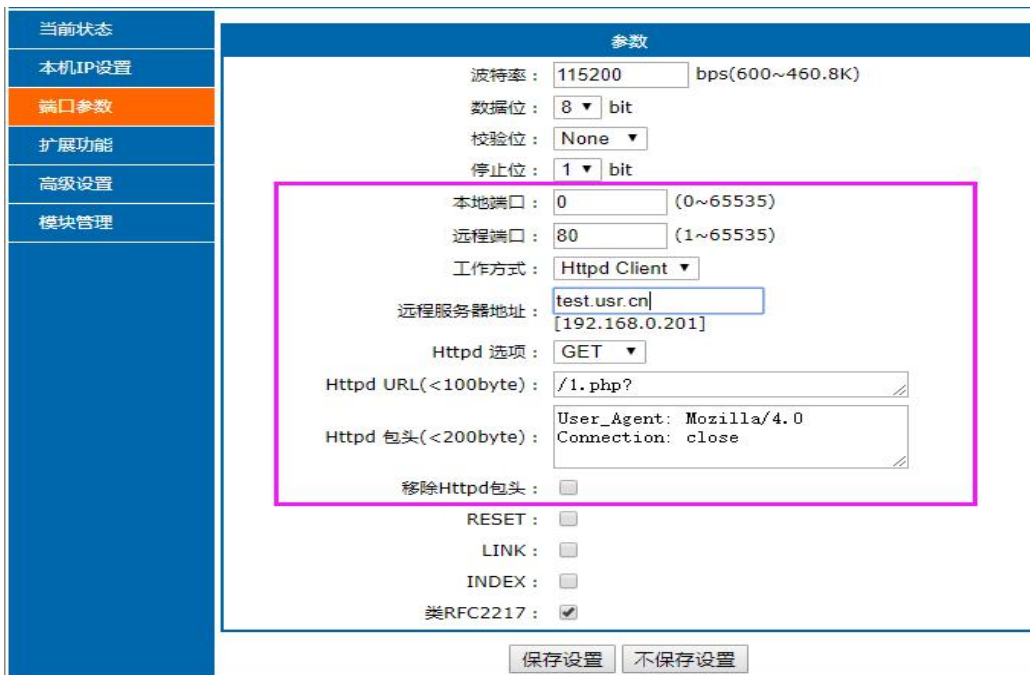 当前状态
本机IP设置
端口参数
扩展功能
高级设置
模块管理
参数
波特率： 115200 bps(600~460.8K)
数据位： 8 bit
校验位： None
停止位： 1 bit
本地端口： 0 (0~65535)
远程端口： 80 (1~65535)
工作方式： Httpd Client
远程服务器地址： test.usr.cn
[192.168.0.201]
Httpd 选项： GET
Httpd URL(<100byte)： /1.php?
Httpd 包头(<200byte)： User_Agent: Mozilla/4.0
Connection: close
移除Httpd包头：
RESET：
LINK：
INDEX：
类RFC2217：
保存设置 不保存设置